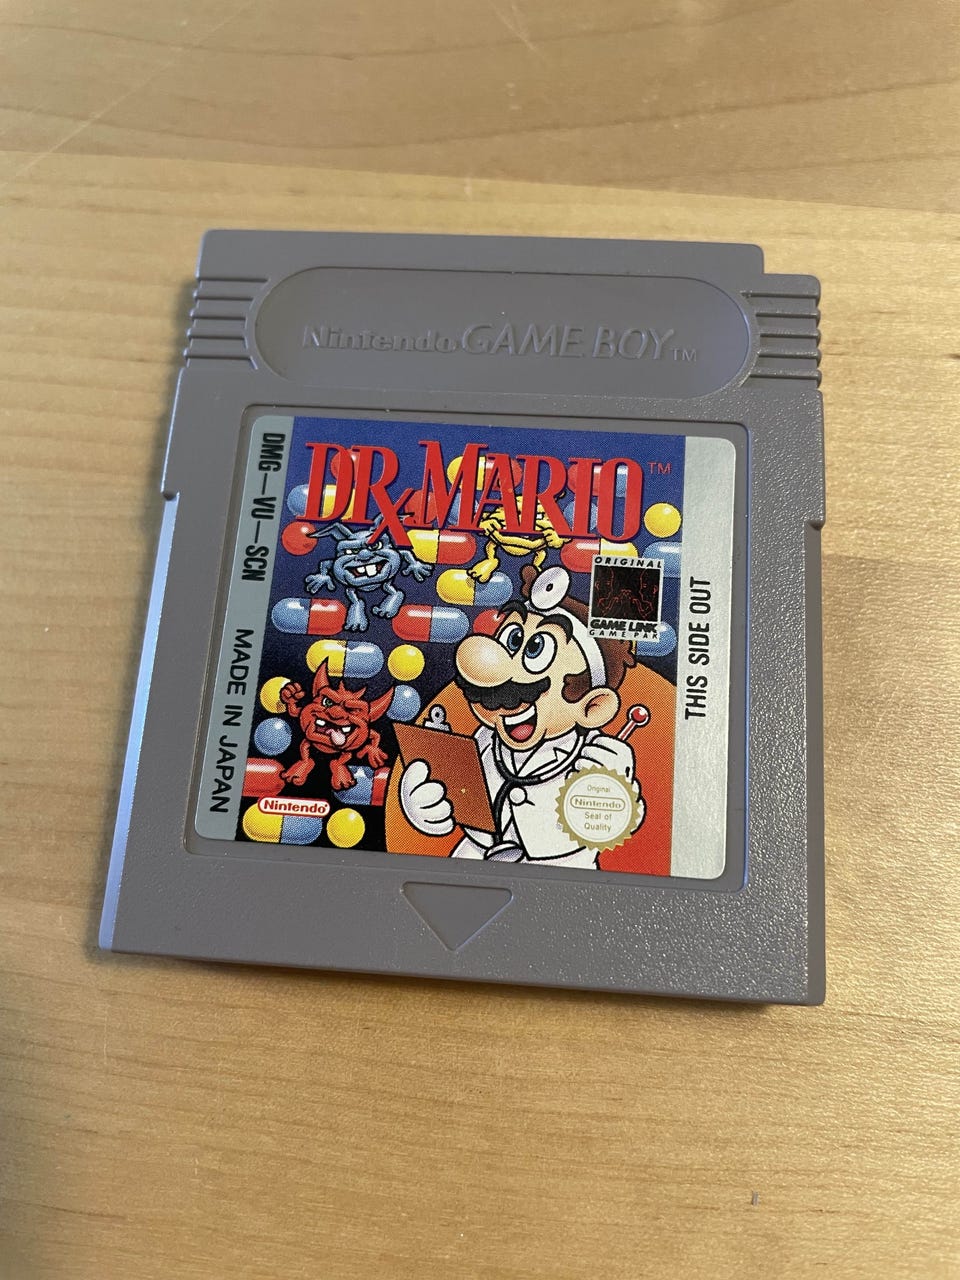 Nintendo GAME BOY TM
DMG-VU-SCN
MADE IN JAPAN
DR. MARIO TM
ORIGINAL
GAME LINK
GAME PAK
THIS SIDE OUT
Nintendo®
Original
Nintendo
Seal of
Quality